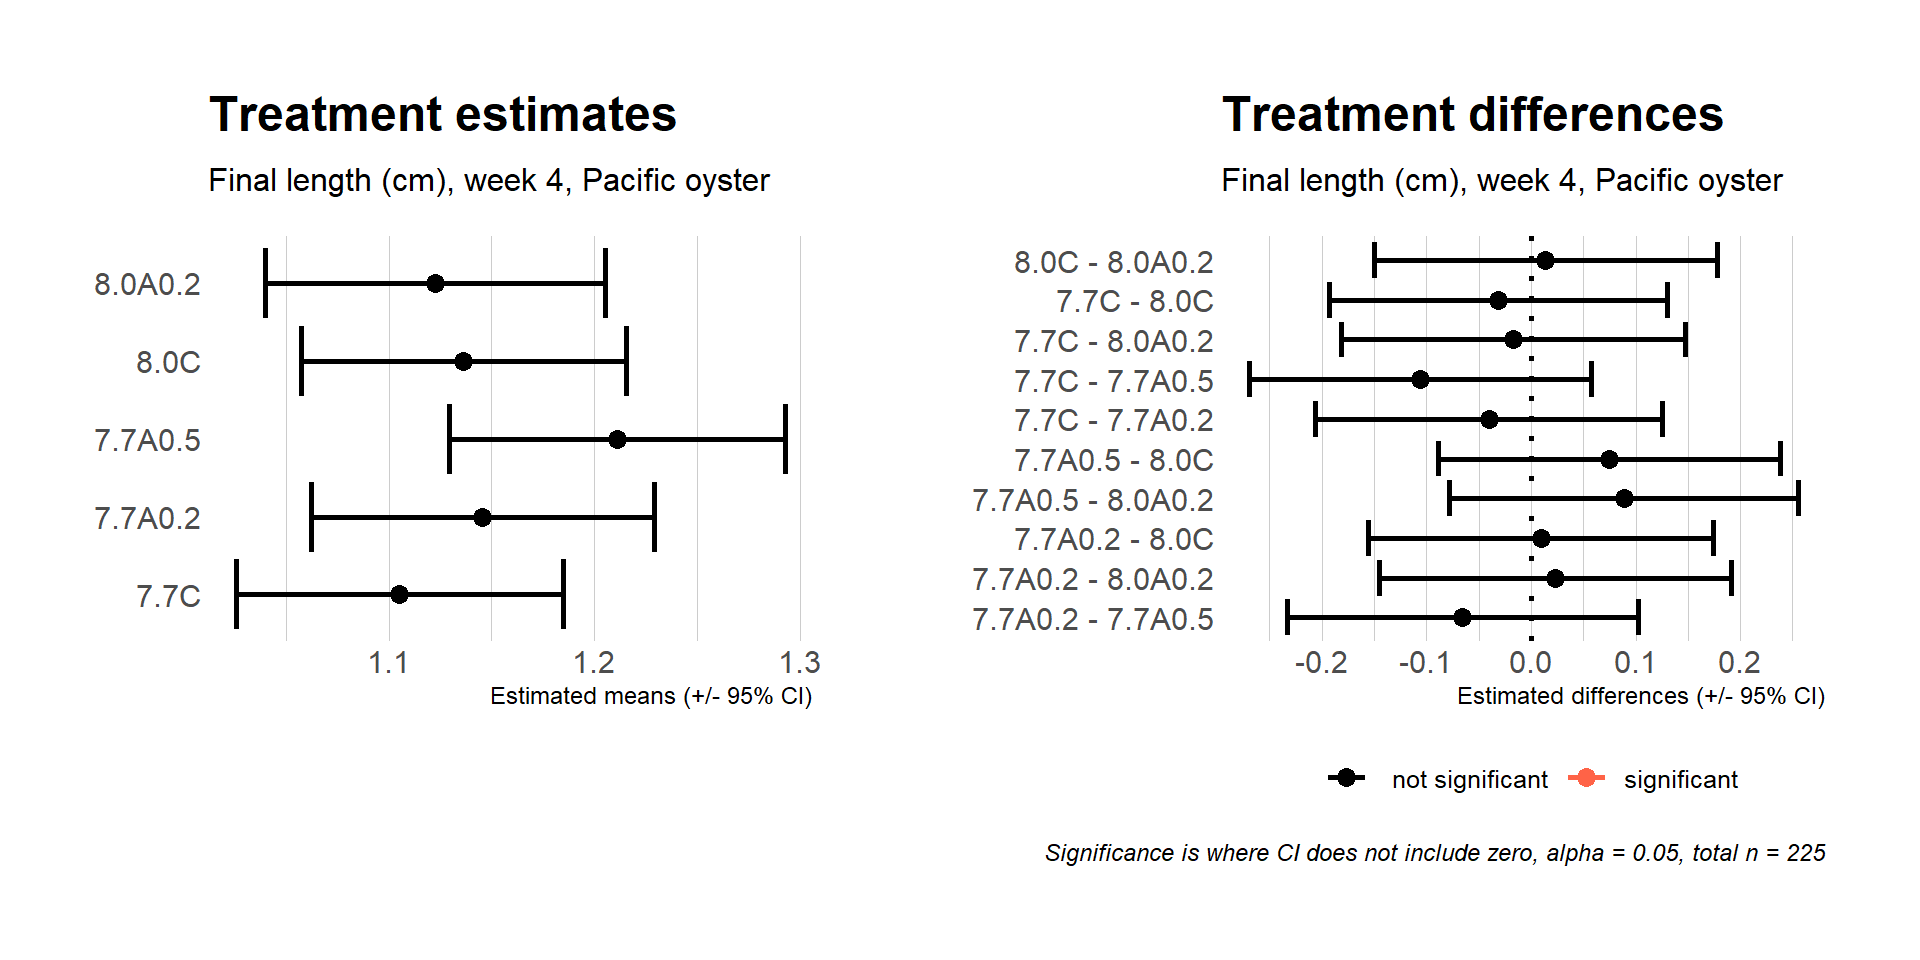 Treatment estimates
Final length (cm), week 4, Pacific oyster
8.0A0.2
8.0C
7.7A0.5
7.7A0.2
7.7C
1.1 1.2 1.3
Estimated means (+/- 95% CI)
Treatment differences
Final length (cm), week 4, Pacific oyster
8.0C - 8.0A0.2
7.7C - 8.0C
7.7C - 8.0A0.2
7.7C - 7.7A0.5
7.7C - 7.7A0.2
7.7A0.5 - 8.0C
7.7A0.5 - 8.0A0.2
7.7A0.2 - 8.0C
7.7A0.2 - 8.0A0.2
7.7A0.2 - 7.7A0.5
-0.2 -0.1 0.0 0.1 0.2
Estimated differences (+/- 95% CI)
not significant significant
Significance is where CI does not include zero, alpha = 0.05, total n = 225